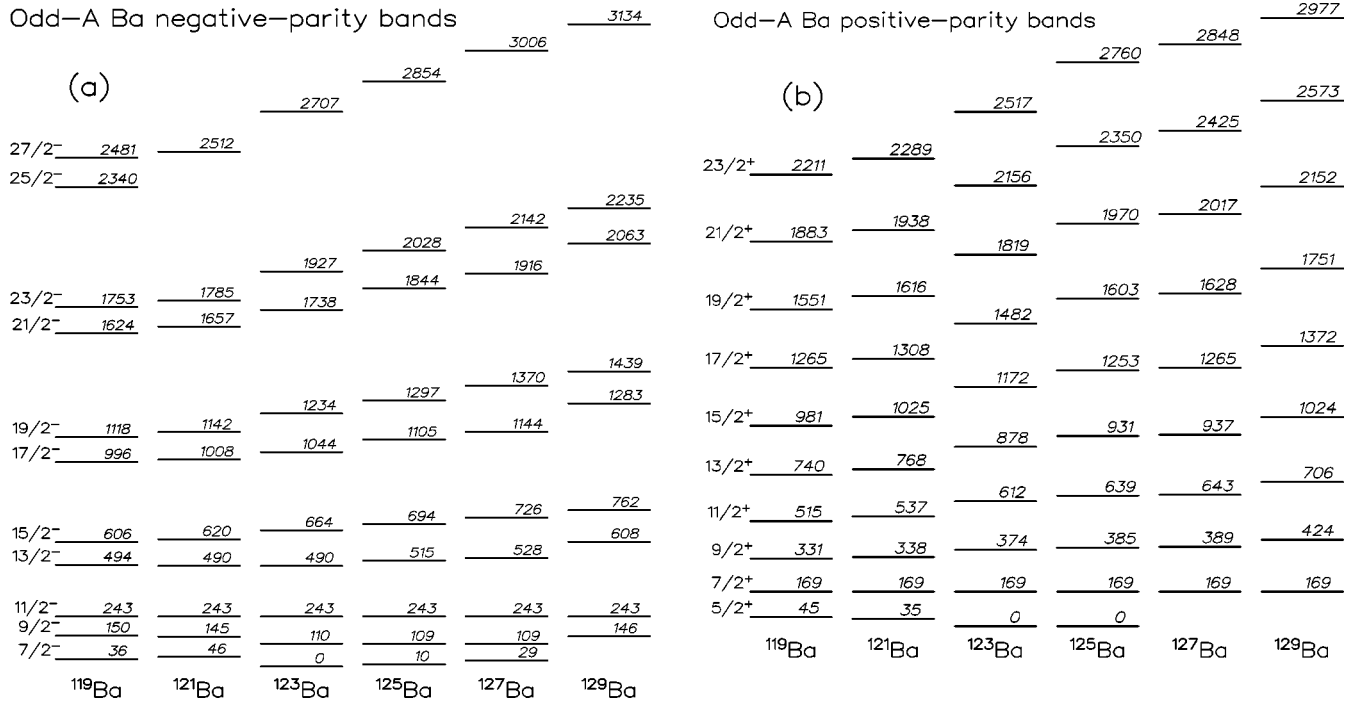 Odd–A Ba negative–parity bands
(a)
3134
3006
2854
2707
27/2⁻ 2481 2512
25/2⁻ 2340
2235
2142
2063
2028
1927 1916
1844
23/2⁻ 1753 1785 1738
21/2⁻ 1624 1657
1439
1370
1297 1283
1234
19/2⁻ 1118 1142 1105 1144
17/2⁻ 996 1008 1044
15/2⁻ 606 620 664 694 726 762
13/2⁻ 494 490 490 515 528 608
11/2⁻ 243 243 243 243 243 243
9/2⁻ 150 145 110 109 109 146
7/2⁻ 36 46 0 10 29
¹¹⁹Ba ¹²¹Ba ¹²³Ba ¹²⁵Ba ¹²⁷Ba ¹²⁹Ba
Odd–A Ba positive–parity bands
(b)
2977
2848
2760
2517 2573
2350 2425
23/2⁺ 2211 2289
2156 2152
21/2⁺ 1883 1938 1970 2017
1819
1751
19/2⁺ 1551 1616 1603 1628
1482
17/2⁺ 1265 1308 1253 1265 1372
1172
15/2⁺ 981 1025 931 937 1024
878
13/2⁺ 740 768 706
11/2⁺ 515 537 612 639 643
9/2⁺ 331 338 374 385 389 424
7/2⁺ 169 169 169 169 169 169
5/2⁺ 45 35 0 0
¹¹⁹Ba ¹²¹Ba ¹²³Ba ¹²⁵Ba ¹²⁷Ba ¹²⁹Ba